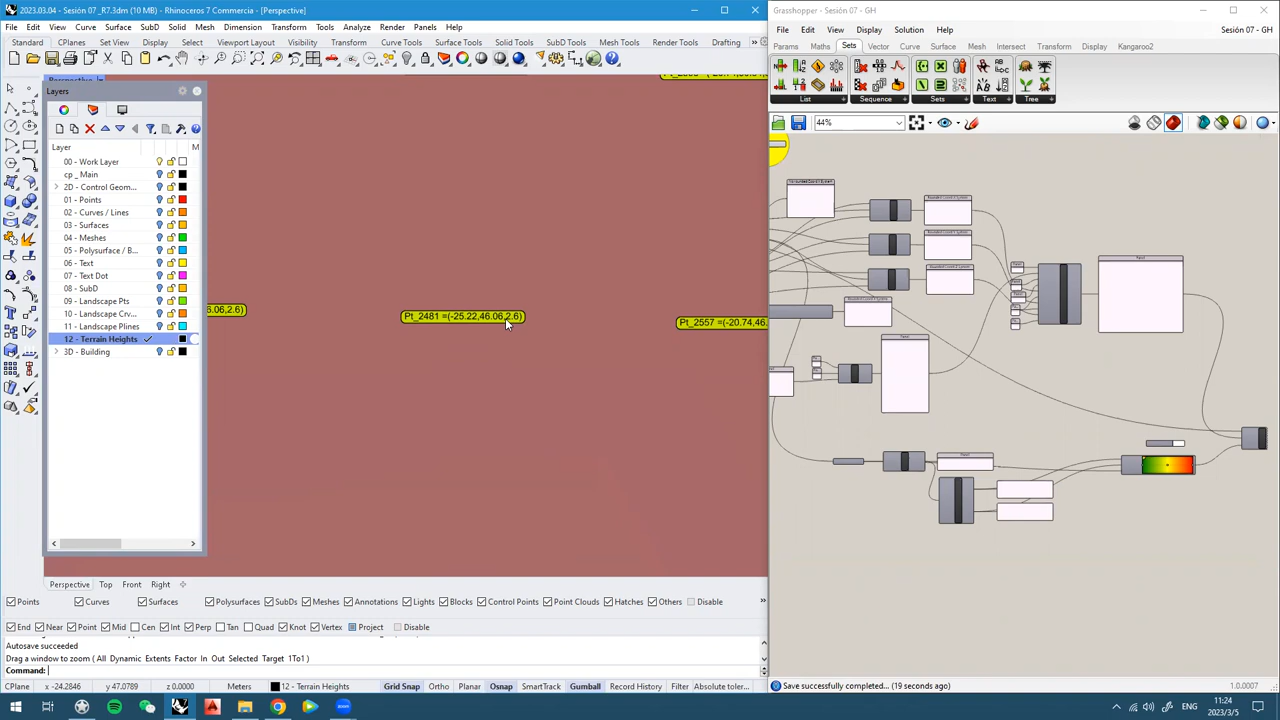 2023.03.04 - Sesión 07 _R7.3dm (10 MB) - Rhinoceros 7 Commercia - [Perspective]
File Edit View Curve Surface SubD Solid Mesh Dimension Transform Tools Analyze Render Panels Help
Standard CPlanes Set View Display Select Viewport Layout Visibility Transform Curve Tools Surface Tools Solid Tools SubD Tools Mesh Tools Render Tools Drafting
Perspective
Layers
Layer M
00 - Work Layer
cp _ Main
2D - Control Geom...
01 - Points
02 - Curves / Lines
03 - Surfaces
04 - Meshes
05 - Polysurface / B...
06 - Text
07 - Text Dot
08 - SubD
09 - Landscape Pts
10 - Landscape Crv...
11 - Landscape Plines
12 - Terrain Heights
3D - Building
6.06,2.6)
Pt_2481 =(-25.22,46.06,2.6)
Pt_2557 =(-20.74,46.
Perspective Top Front Right
Points Curves Surfaces Polysurfaces SubDs Meshes Annotations Lights Blocks Control Points Point Clouds Hatches Others Disable
End Near Point Mid Cen Int Perp Tan Quad Knot Vertex Project Disable
Autosave succeeded
Drag a window to zoom ( All Dynamic Extents Factor In Out Selected Target 1To1 )
Command:
CPlane x -24.2846 y 47.0789 z 0.0000 Meters 12 - Terrain Heights Grid Snap Ortho Planar Osnap SmartTrack Gumball Record History Filter Absolute toler...
Grasshopper - Sesión 07 - GH
File Edit View Display Solution Help Sesión 07 - GH
Params Maths Sets Vector Curve Surface Mesh Intersect Transform Display Kangaroo2
List Sequence Sets Text Tree
44%
Panel
Panel
Panel
Save successfully completed... (19 seconds ago) 1.0.0007
11:24
2023/3/5